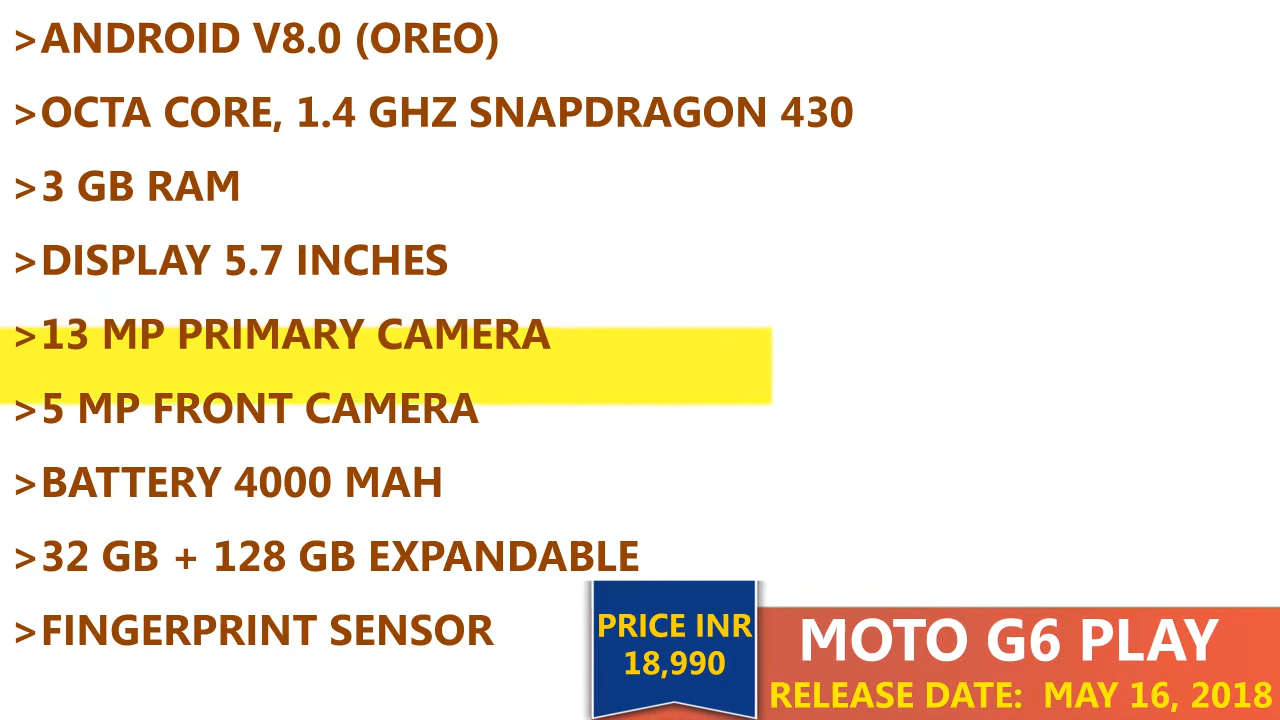 >ANDROID V8.0 (OREO)
>OCTA CORE, 1.4 GHZ SNAPDRAGON 430
>3 GB RAM
>DISPLAY 5.7 INCHES
>13 MP PRIMARY CAMERA
>5 MP FRONT CAMERA
>BATTERY 4000 MAH
>32 GB + 128 GB EXPANDABLE
>FINGERPRINT SENSOR
PRICE INR
18,990
MOTO G6 PLAY
RELEASE DATE: MAY 16, 2018